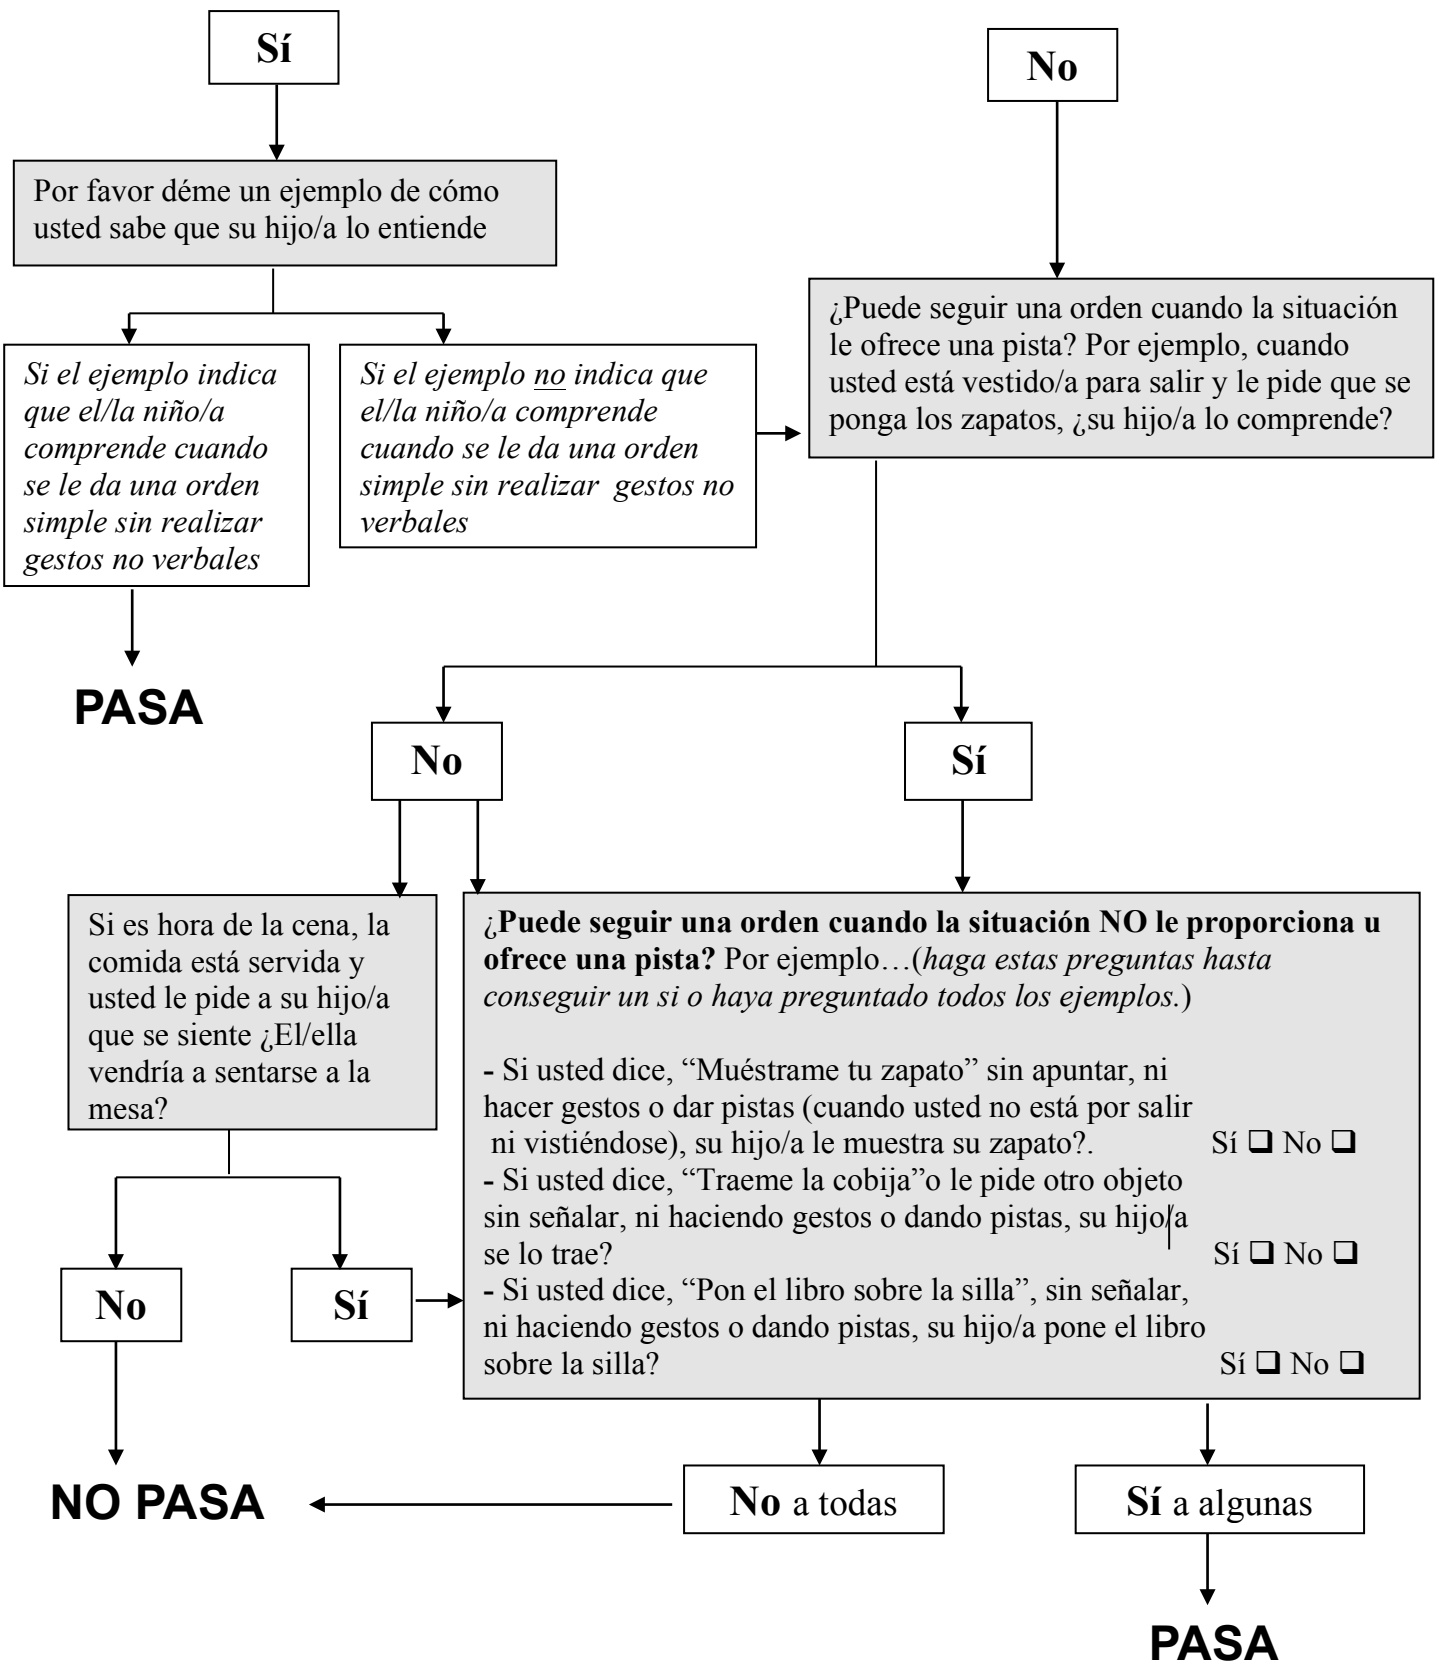 Sí
No
Por favor déme un ejemplo de cómo
usted sabe que su hijo/a lo entiende
¿Puede seguir una orden cuando la situación
le ofrece una pista? Por ejemplo, cuando
usted está vestido/a para salir y le pide que se
ponga los zapatos, ¿su hijo/a lo comprende?
Si el ejemplo indica
que el/la niño/a
comprende cuando
se le da una orden
simple sin realizar
gestos no verbales
Si el ejemplo no indica que
el/la niño/a comprende
cuando se le da una orden
simple sin realizar  gestos no
verbales
PASA
No
Sí
Si es hora de la cena, la
comida está servida y
usted le pide a su hijo/a
que se siente ¿El/ella
vendría a sentarse a la
mesa?
¿Puede seguir una orden cuando la situación NO le proporciona u
ofrece una pista? Por ejemplo…(haga estas preguntas hasta
conseguir un si o haya preguntado todos los ejemplos.)
- Si usted dice, “Muéstrame tu zapato” sin apuntar, ni
hacer gestos o dar pistas (cuando usted no está por salir
ni vistiéndose), su hijo/a le muestra su zapato?. Sí ❑ No ❑
- Si usted dice, “Traeme la cobija”o le pide otro objeto
sin señalar, ni haciendo gestos o dando pistas, su hijo/a
se lo trae? Sí ❑ No ❑
- Si usted dice, “Pon el libro sobre la silla”, sin señalar,
ni haciendo gestos o dando pistas, su hijo/a pone el libro
sobre la silla? Sí ❑ No ❑
No
Sí
NO PASA
No a todas
Sí a algunas
PASA